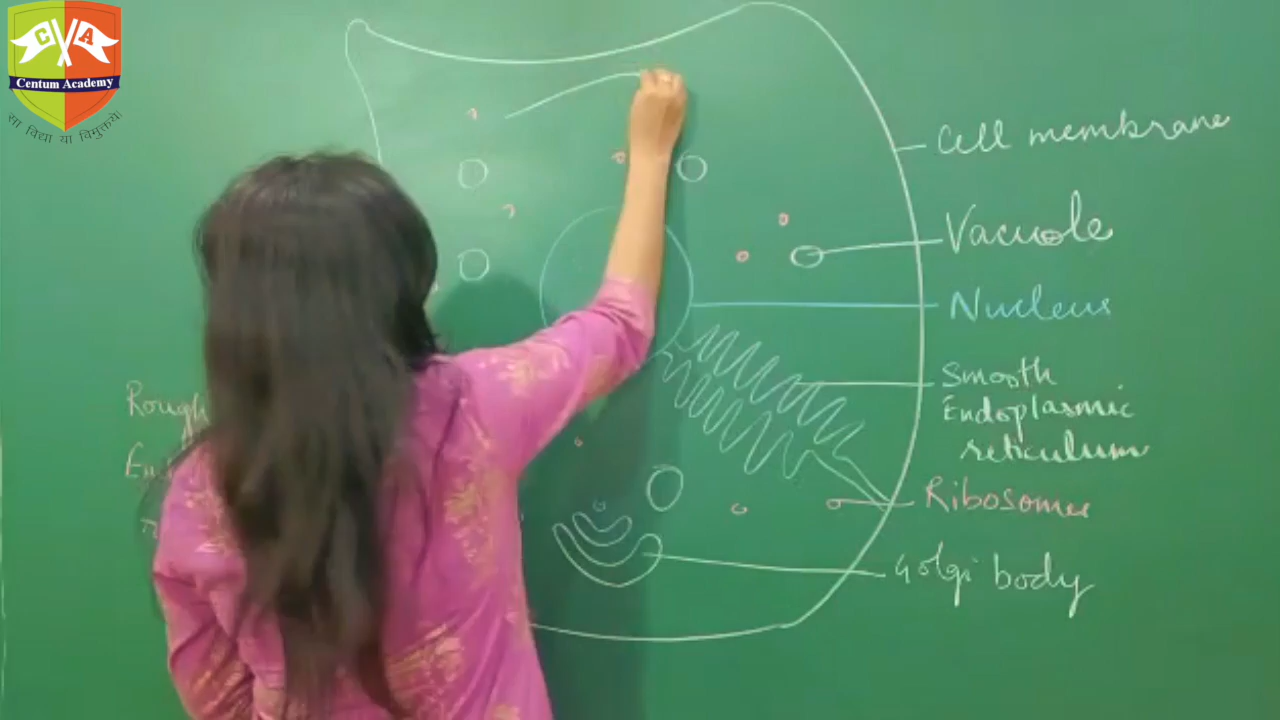 C A
Centum Academy
सा विद्या या विमुक्तये
Cell membrane
Vacuole
Nucleus
Smooth
Endoplasmic
reticulum
Ribosomes
Golgi body
Rough